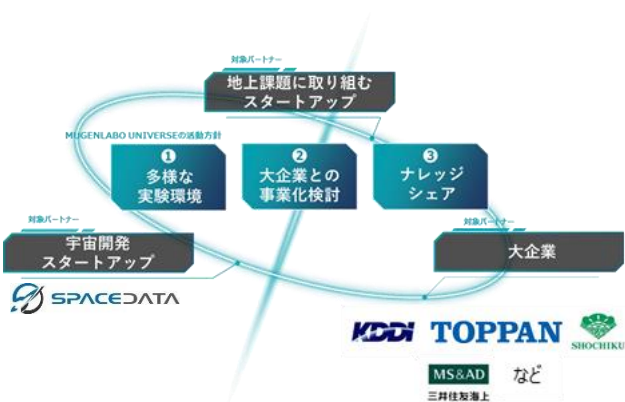 対象パートナー
地上課題に取り組む
スタートアップ
MUGENLABO UNIVERSEの活動方針
1
多様な
実験環境
2
大企業との
事業化検討
3
ナレッジ
シェア
対象パートナー
宇宙開発
スタートアップ
SPACEDATA
対象パートナー
大企業
KDDI
TOPPAN
SHOCHIKU
MS&AD
三井住友海上
など